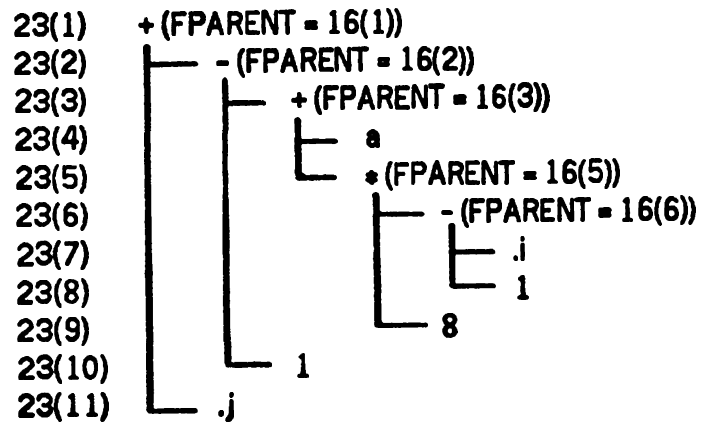 23(1) + (FPARENT = 16(1))
23(2) - (FPARENT = 16(2))
23(3) + (FPARENT = 16(3))
23(4) a
23(5) * (FPARENT = 16(5))
23(6) - (FPARENT = 16(6))
23(7) .i
23(8) 1
23(9) 8
23(10) 1
23(11) .j